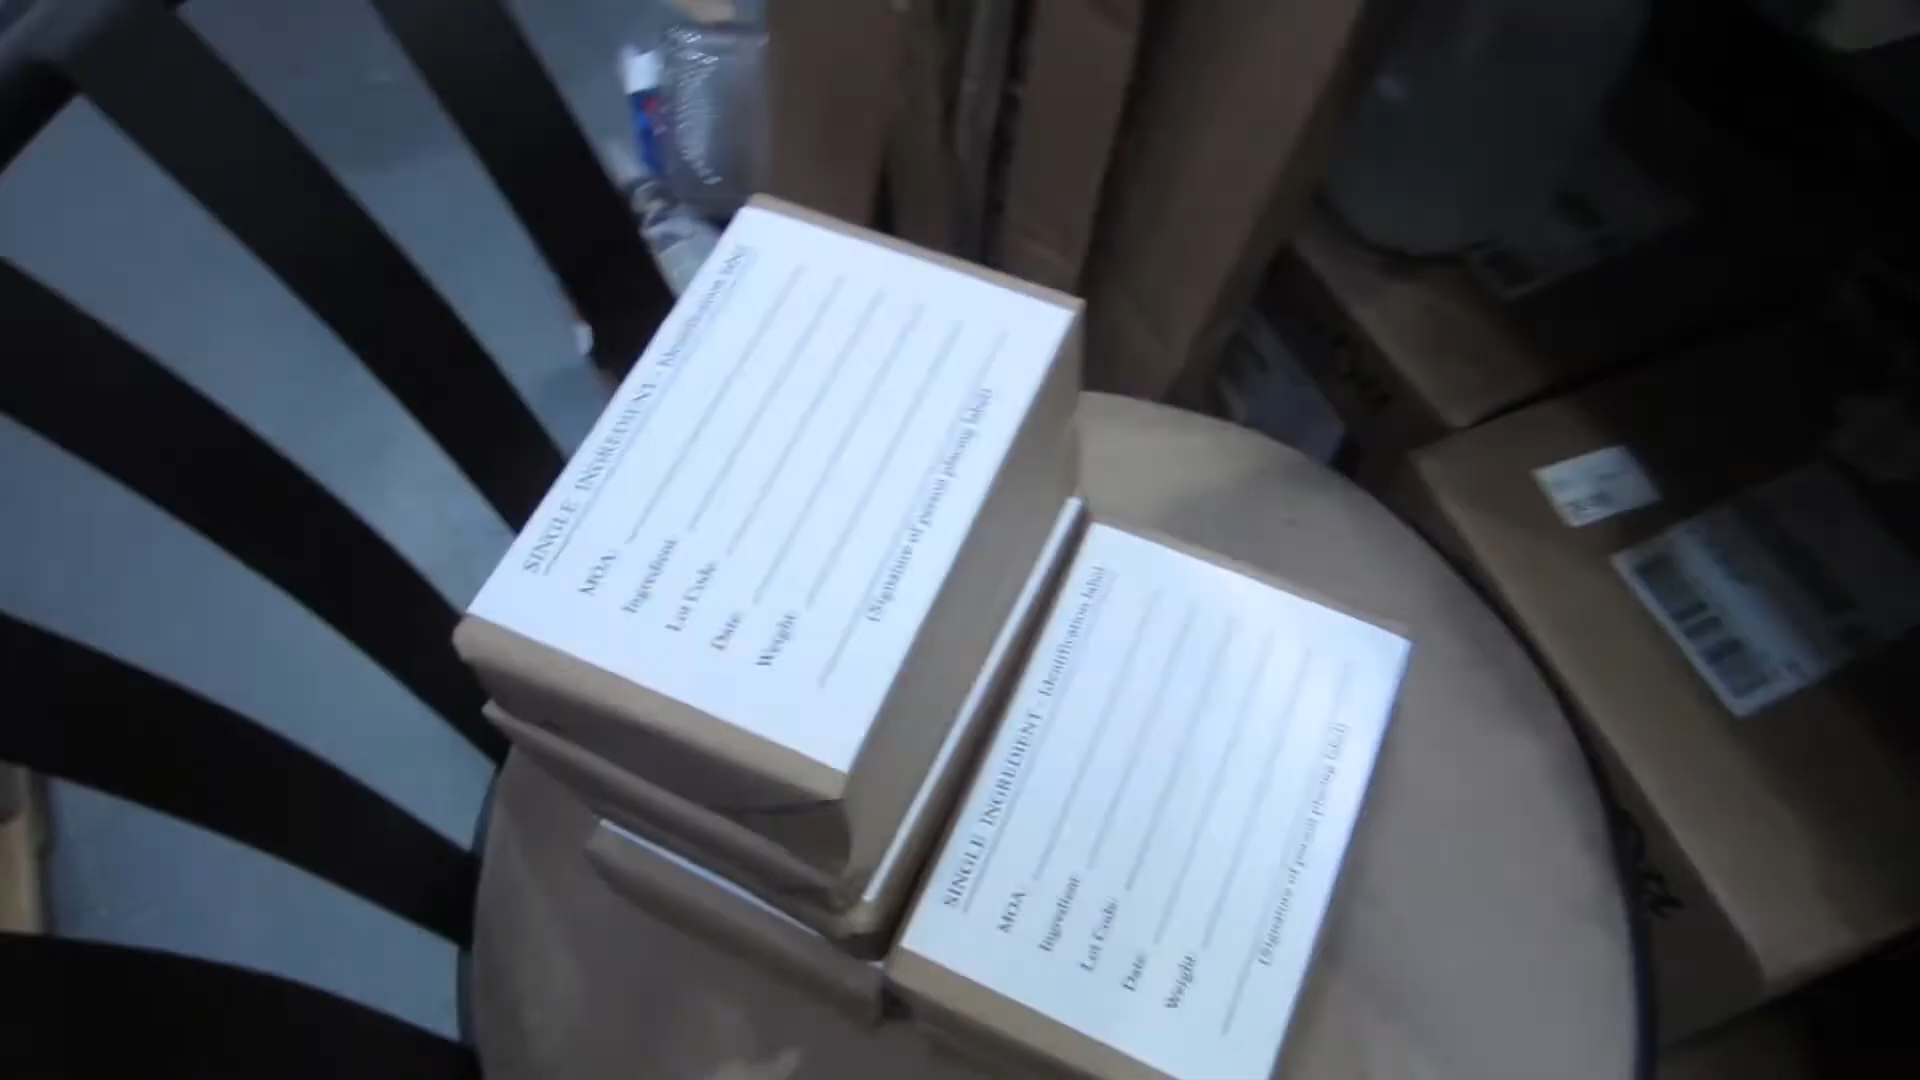 SINGLE INGREDIENT - Identification label
MOA:
Ingredient
Lot Code:
Date:
Weight:
(Signature of person placing label)
SINGLE INGREDIENT - Identification label
MOA:
Ingredient
Lot Code:
Date:
Weight:
(Signature of person placing label)